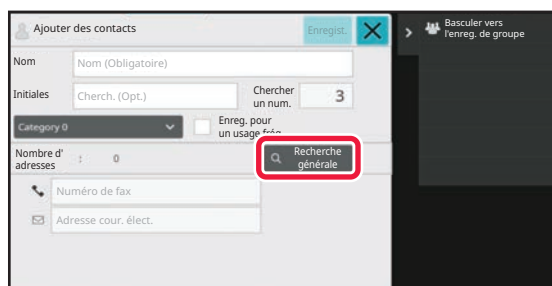 Ajouter des contacts
Enregist.
Basculer vers
l'enreg. de groupe
Nom
Nom (Obligatoire)
Initiales
Cherch. (Opt.)
Chercher
un num.
3
Category 0
Enreg. pour
un usage fréq.
Nombre d'
adresses
:
0
Recherche
générale
Numéro de fax
Adresse cour. élect.